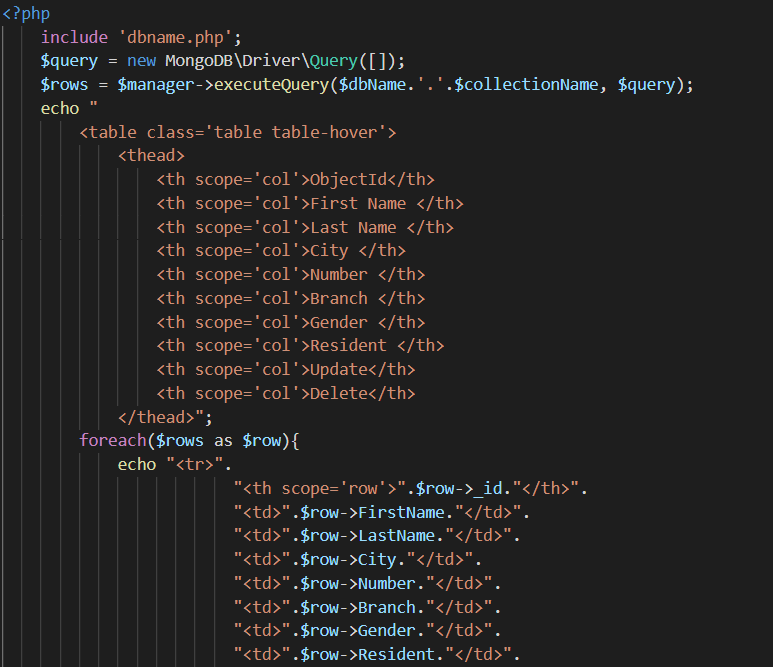 <?php
include 'dbname.php';
$query = new MongoDB\Driver\Query([]);
$rows = $manager->executeQuery($dbName.'.'.$collectionName, $query);
echo "
<table class='table table-hover'>
<thead>
<th scope='col'>ObjectId</th>
<th scope='col'>First Name </th>
<th scope='col'>Last Name </th>
<th scope='col'>City </th>
<th scope='col'>Number </th>
<th scope='col'>Branch </th>
<th scope='col'>Gender </th>
<th scope='col'>Resident </th>
<th scope='col'>Update</th>
<th scope='col'>Delete</th>
</thead>";
foreach($rows as $row){
echo "<tr>".
"<th scope='row'>".$row->_id."</th>".
"<td>".$row->FirstName."</td>".
"<td>".$row->LastName."</td>".
"<td>".$row->City."</td>".
"<td>".$row->Number."</td>".
"<td>".$row->Branch."</td>".
"<td>".$row->Gender."</td>".
"<td>".$row->Resident."</td>".